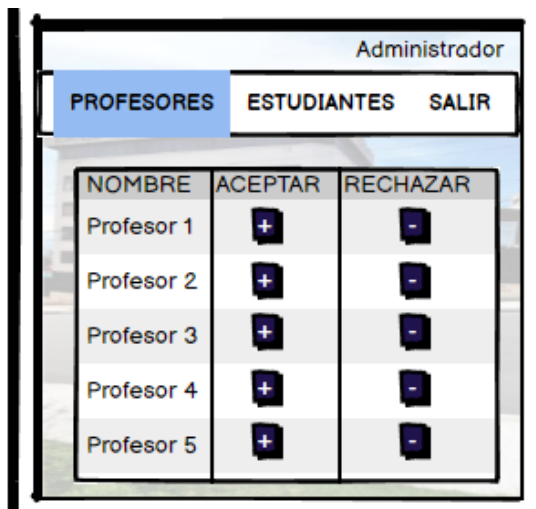 Administrador
PROFESORES ESTUDIANTES SALIR
NOMBRE ACEPTAR RECHAZAR
Profesor 1 + -
Profesor 2 + -
Profesor 3 + -
Profesor 4 + -
Profesor 5 + -